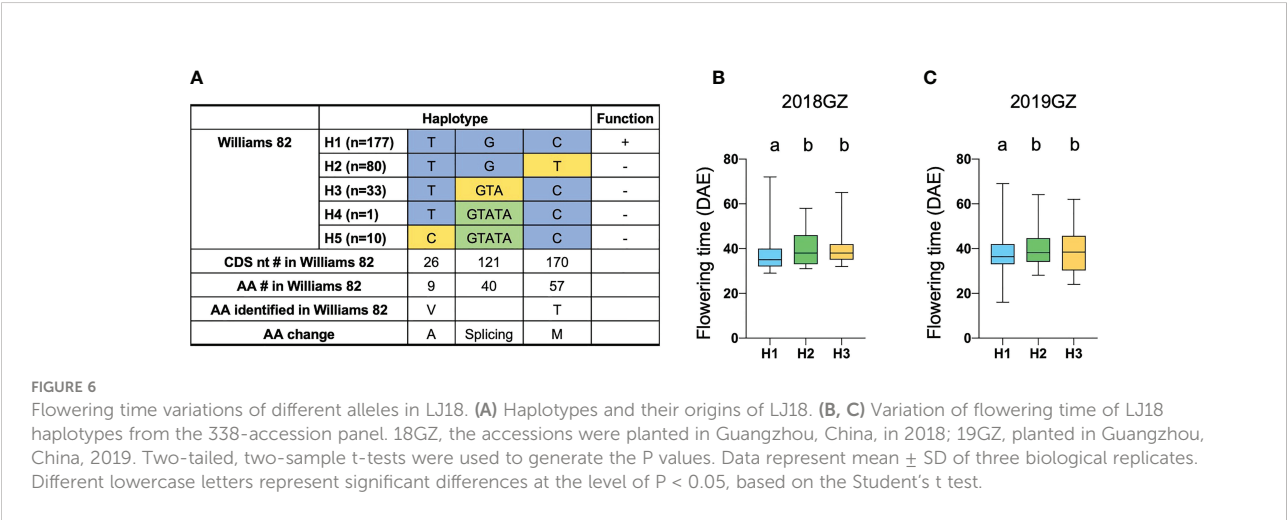 A
Haplotype Function
Williams 82 H1 (n=177) T G C +
H2 (n=80) T G T -
H3 (n=33) T GTA C -
H4 (n=1) T GTATA C -
H5 (n=10) C GTATA C -
CDS nt # in Williams 82 26 121 170
AA # in Williams 82 9 40 57
AA identified in Williams 82 V T
AA change A Splicing M
B
2018GZ
a b b
Flowering time (DAE)
80
60
40
20
0
H1 H2 H3
C
2019GZ
a b b
Flowering time (DAE)
80
60
40
20
0
H1 H2 H3
FIGURE 6
Flowering time variations of different alleles in LJ18. (A) Haplotypes and their origins of LJ18. (B, C) Variation of flowering time of LJ18
haplotypes from the 338-accession panel. 18GZ, the accessions were planted in Guangzhou, China, in 2018; 19GZ, planted in Guangzhou,
China, 2019. Two-tailed, two-sample t-tests were used to generate the P values. Data represent mean ± SD of three biological replicates.
Different lowercase letters represent significant differences at the level of P < 0.05, based on the Student's t test.